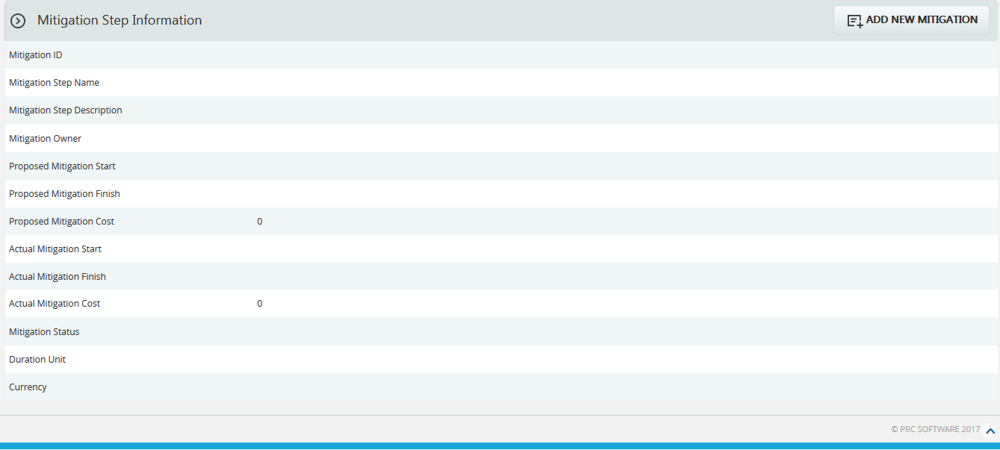 Mitigation Step Information
ADD NEW MITIGATION
Mitigation ID
Mitigation Step Name
Mitigation Step Description
Mitigation Owner
Proposed Mitigation Start
Proposed Mitigation Finish
Proposed Mitigation Cost 0
Actual Mitigation Start
Actual Mitigation Finish
Actual Mitigation Cost 0
Mitigation Status
Duration Unit
Currency
© PRC SOFTWARE 2017